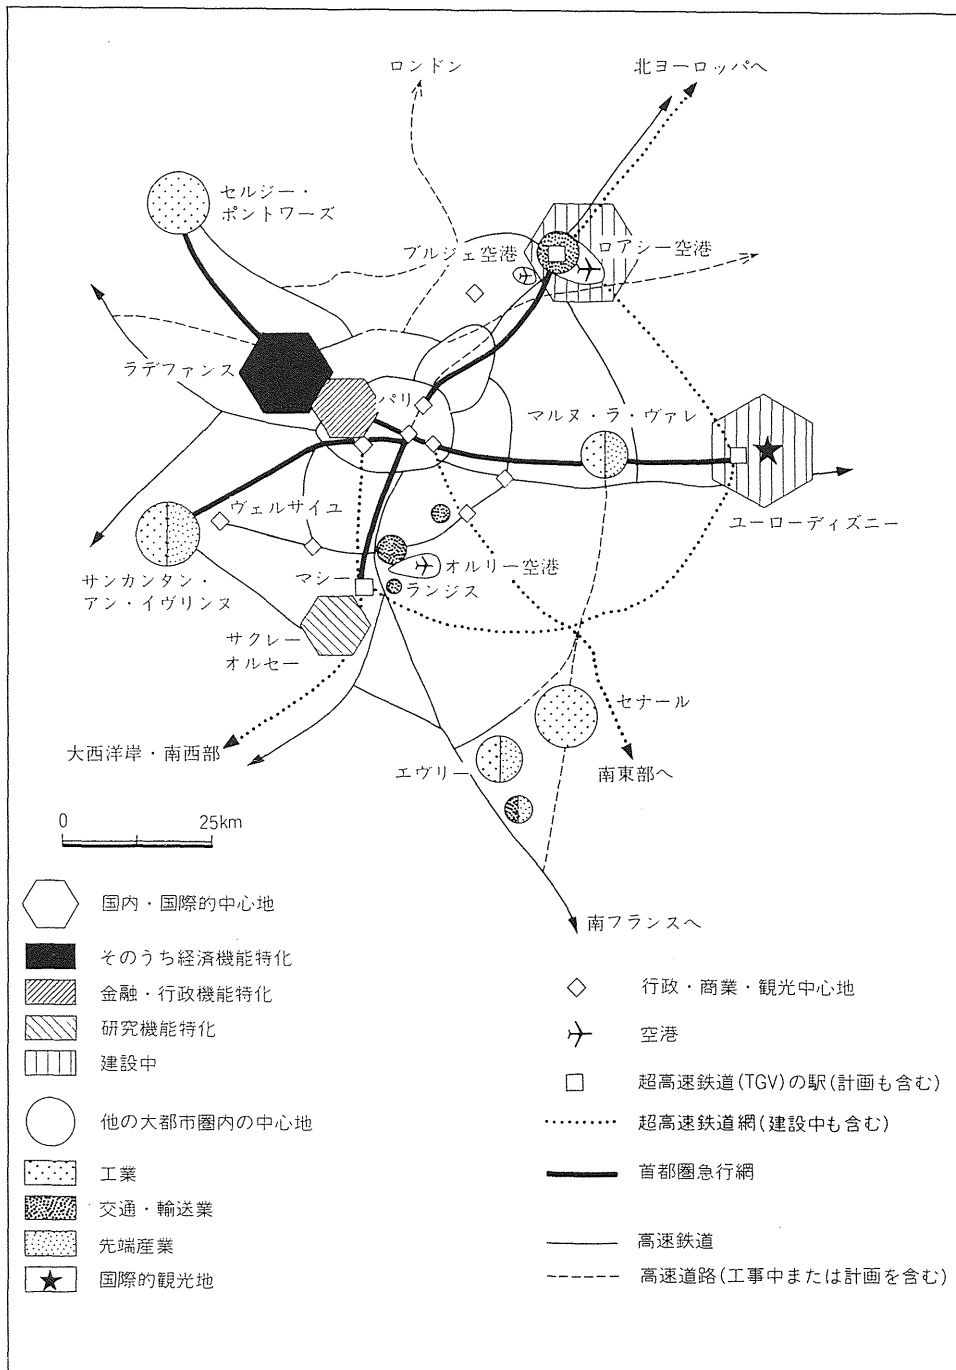 ロンドン
北ヨーロッパへ
セルジー・
ポントワーズ
ブルジェ空港
ロアシー空港
ラデファンス
パリ
マルヌ・ラ・ヴァレ
ヴェルサイユ
ユーローディズニー
サンカンタン・
アン・イヴリンヌ
マシー
オルリー空港
ランジス
サクレー
オルセー
セナール
大西洋岸・南西部
エヴリー
南東部へ
0 25km
南フランスへ
国内・国際的中心地
そのうち経済機能特化
金融・行政機能特化
研究機能特化
建設中
他の大都市圏内の中心地
工業
交通・輸送業
先端産業
国際的観光地
行政・商業・観光中心地
空港
超高速鉄道(TGV)の駅(計画も含む)
超高速鉄道網(建設中も含む)
首都圏急行網
高速鉄道
高速道路(工事中または計画を含む)